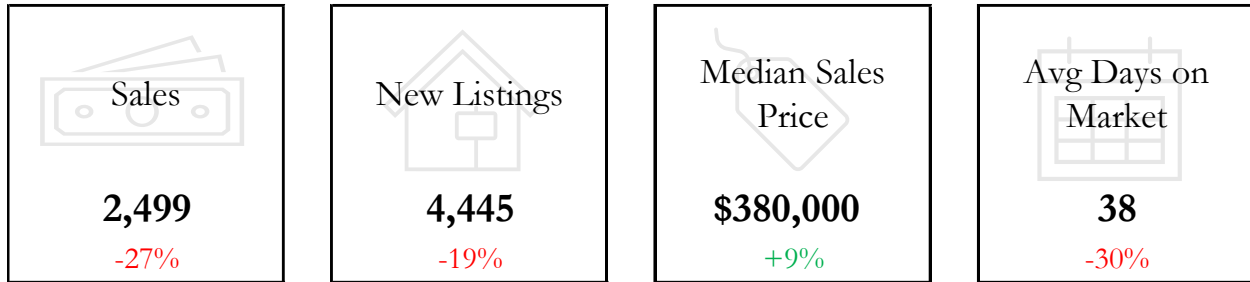 Sales
2,499
-27%
New Listings
4,445
-19%
Median Sales
Price
$380,000
+9%
Avg Days on
Market
38
-30%